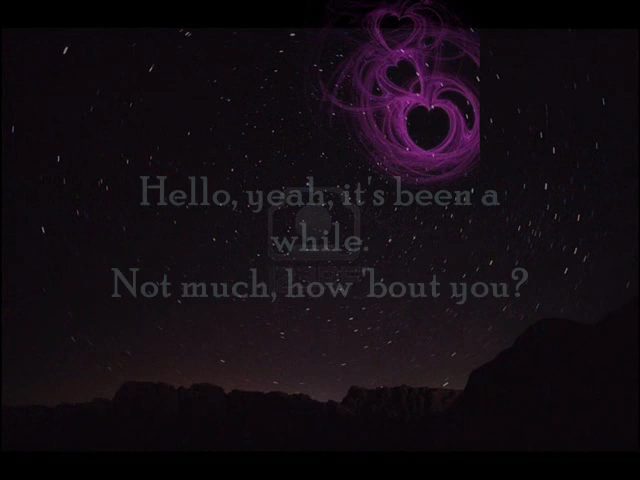 Hello, yeah, it's been a
while.
Not much, how 'bout you?